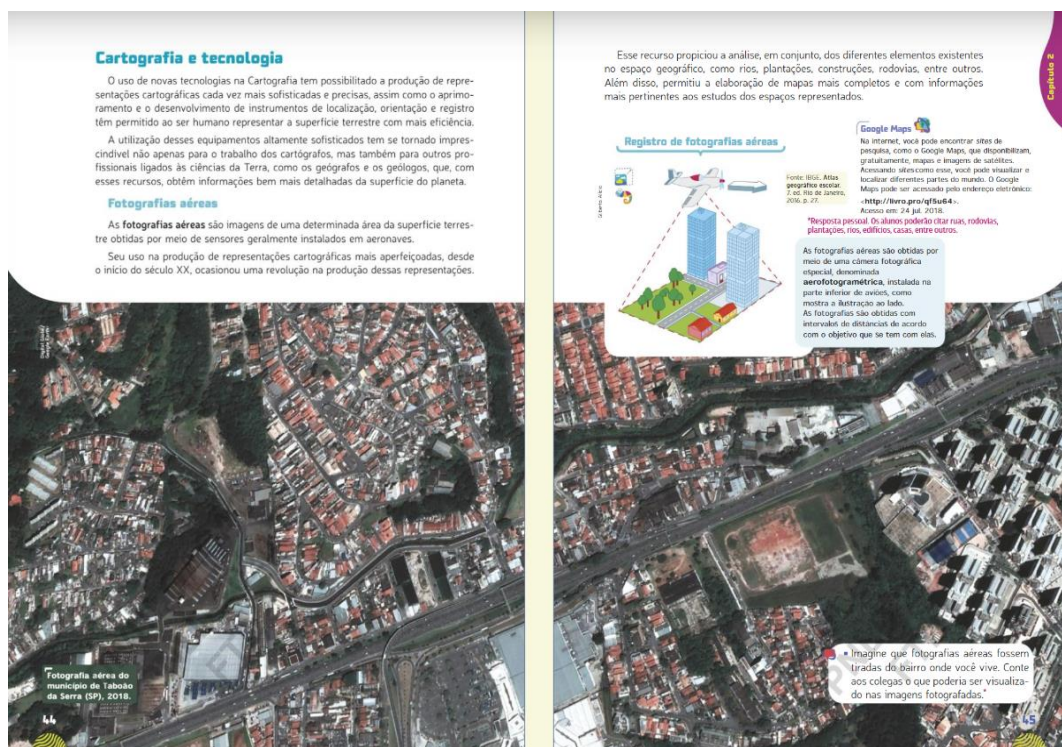 Cartografia e tecnologia
O uso de novas tecnologias na Cartografia tem possibilitado a produção de repre-
sentações cartográficas cada vez mais sofisticadas e precisas, assim como o aprimo-
ramento e o desenvolvimento de instrumentos de localização, orientação e registro
têm permitido ao ser humano representar a superfície terrestre com mais eficiência.
A utilização desses equipamentos altamente sofisticados tem se tornado impres-
cindível não apenas para o trabalho dos cartógrafos, mas também para outros pro-
fissionais ligados às ciências da Terra, como os geógrafos e os geólogos, que, com
esses recursos, obtêm informações bem mais detalhadas da superfície do planeta.
Fotografias aéreas
As fotografias aéreas são imagens de uma determinada área da superfície terres-
tre obtidas por meio de sensores geralmente instalados em aeronaves.
Seu uso na produção de representações cartográficas mais aperfeiçoadas, desde
o início do século XX, ocasionou uma revolução na produção dessas representações.
Fotografia aérea do
município de Taboão
da Serra (SP), 2018.
44
Esse recurso propiciou a análise, em conjunto, dos diferentes elementos existentes
no espaço geográfico, como rios, plantações, construções, rodovias, entre outros.
Além disso, permitiu a elaboração de mapas mais completos e com informações
mais pertinentes aos estudos dos espaços representados.
Capítulo 2
Registro de fotografias aéreas
Fonte: IBGE. Atlas
geográfico escolar.
7. ed. Rio de Janeiro,
2016. p. 27.
Google Maps
Na internet, você pode encontrar sites de
pesquisa, como o Google Maps, que disponibilizam,
gratuitamente, mapas e imagens de satélites.
Acessando sites como esse, você pode visualizar e
localizar diferentes partes do mundo. O Google
Maps pode ser acessado pelo endereço eletrônico:
<http://livro.pro/qf5u64>.
Acesso em: 24 jul. 2018.
*Resposta pessoal. Os alunos poderão citar ruas, rodovias,
plantações, rios, edifícios, casas, entre outros.
As fotografias aéreas são obtidas por
meio de uma câmera fotográfica
especial, denominada
aerofotogramétrica, instalada na
parte inferior de aviões, como
mostra a ilustração ao lado.
As fotografias são obtidas com
intervalos de distâncias de acordo
com o objetivo que se tem com elas.
Imagine que fotografias aéreas fossem
tiradas do bairro onde você vive. Conte
aos colegas o que poderia ser visualiza-
do nas imagens fotografadas.*
45